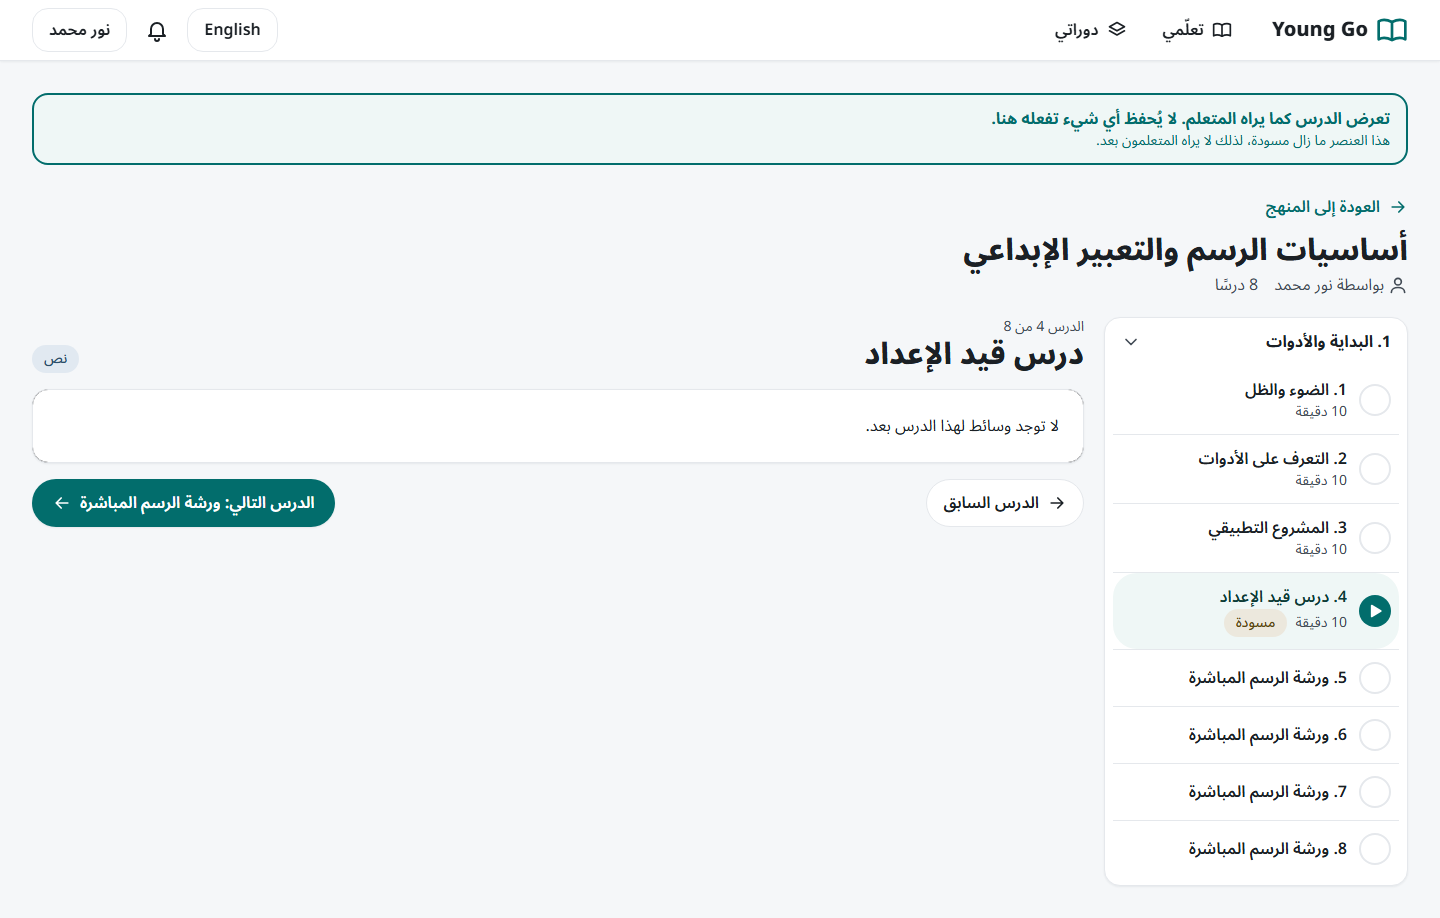 Young Go
تعلّمي
دوراتي
English
نور محمد
تعرض الدرس كما يراه المتعلم. لا يُحفظ أي شيء تفعله هنا.
هذا العنصر ما زال مسودة، لذلك لا يراه المتعلمون بعد.
العودة إلى المنهج
أساسيات الرسم والتعبير الإبداعي
بواسطة نور محمد 8 درسًا
1. البداية والأدوات
1. الضوء والظل
10 دقيقة
2. التعرف على الأدوات
10 دقيقة
3. المشروع التطبيقي
10 دقيقة
4. درس قيد الإعداد
10 دقيقة مسودة
5. ورشة الرسم المباشرة
6. ورشة الرسم المباشرة
7. ورشة الرسم المباشرة
8. ورشة الرسم المباشرة
الدرس 4 من 8
درس قيد الإعداد
نص
لا توجد وسائط لهذا الدرس بعد.
الدرس السابق
الدرس التالي: ورشة الرسم المباشرة